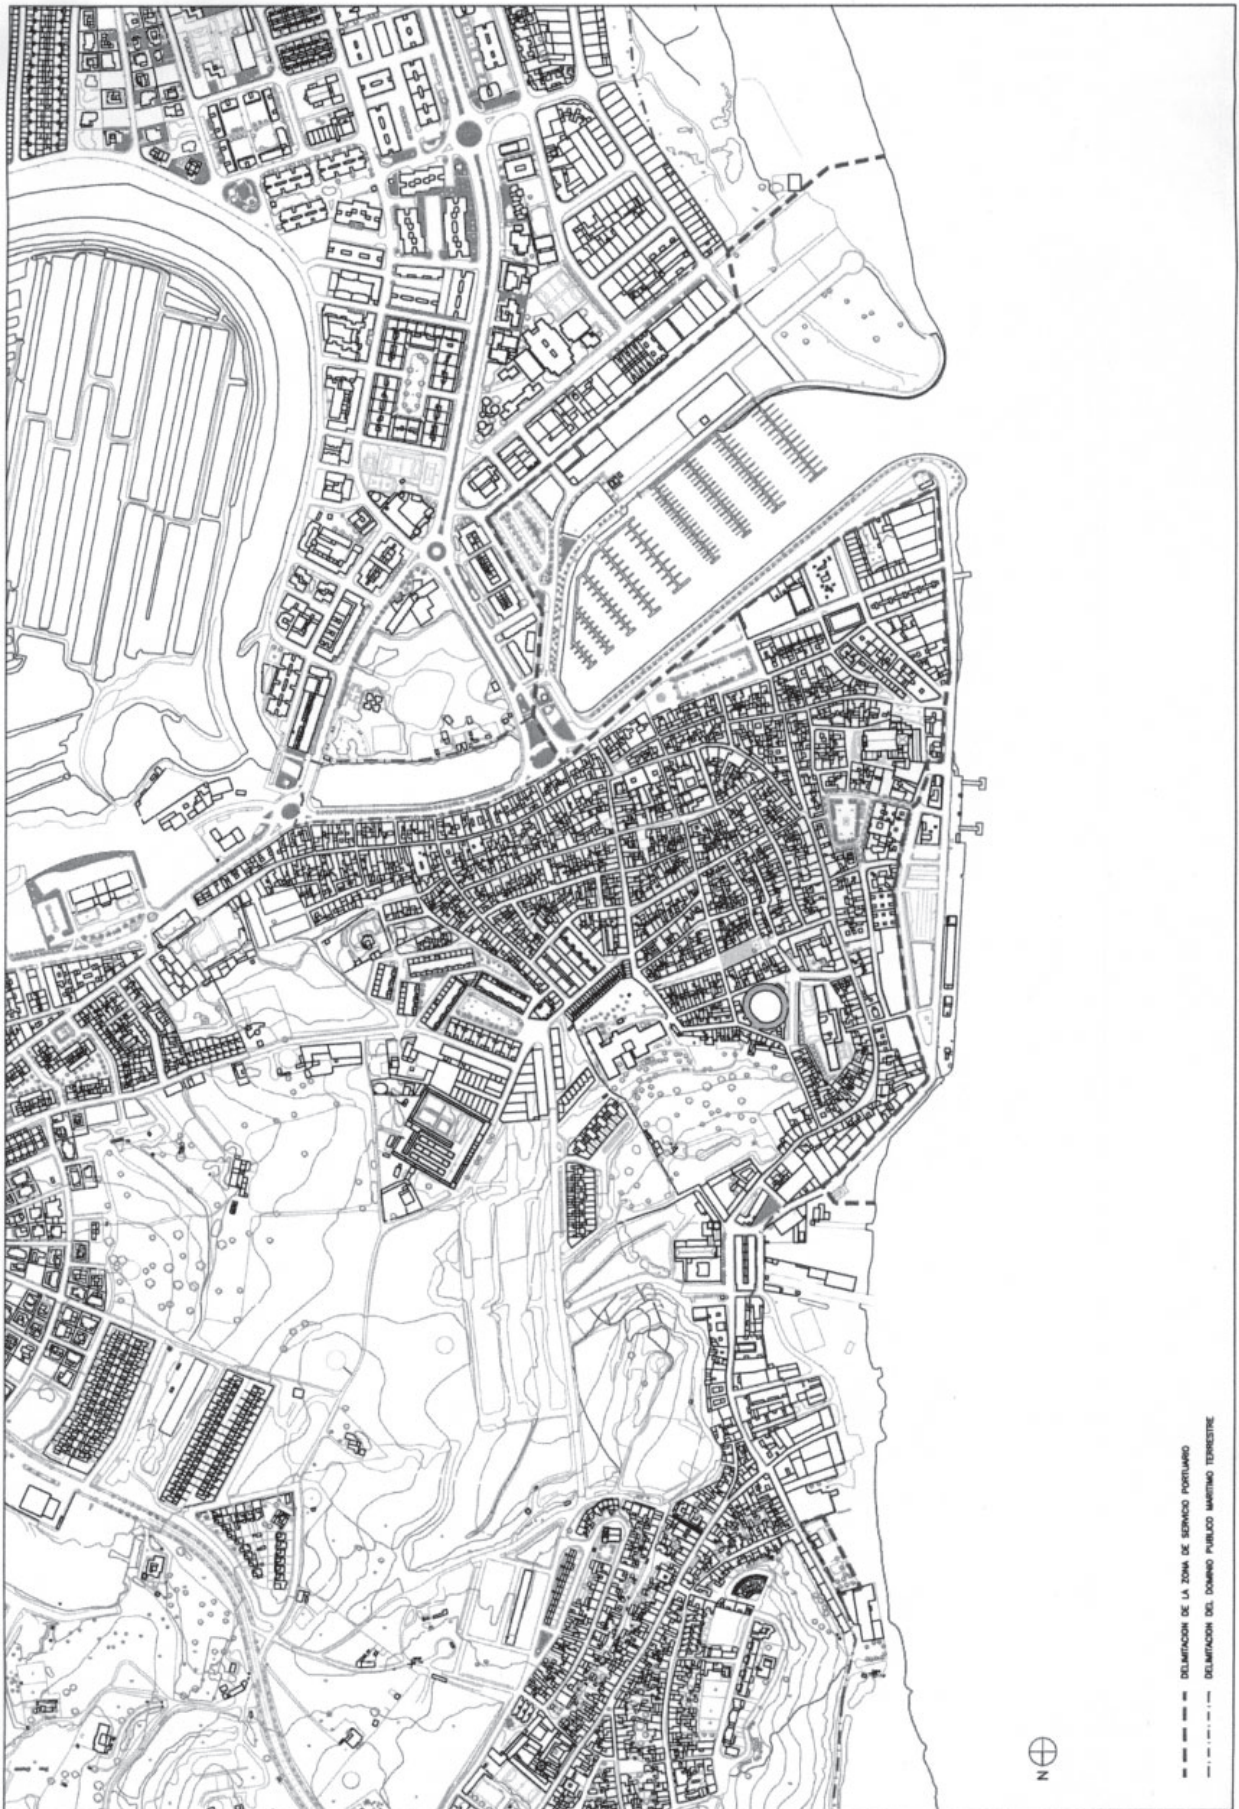 DELIMITACION DE LA ZONA DE SERVICIO PORTUARIO
DELIMITACION DEL DOMINIO PUBLICO MARITIMO TERRESTRE
N